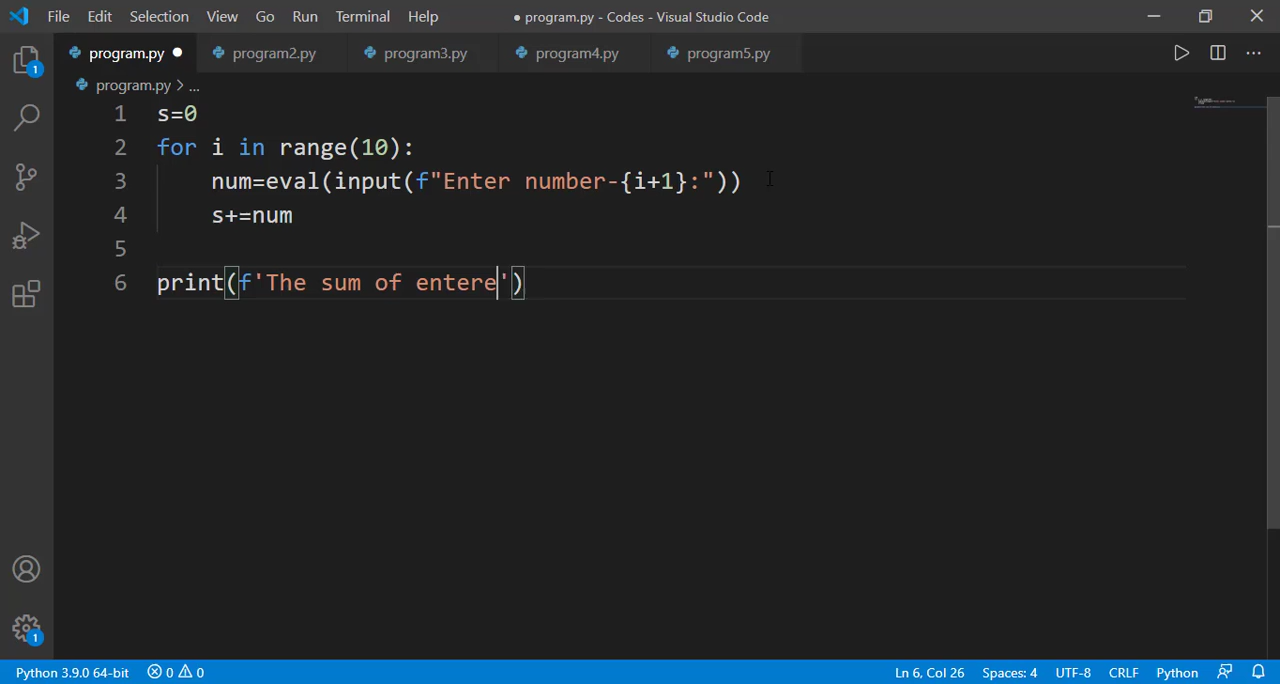 File Edit Selection View Go Run Terminal Help ● program.py - Codes - Visual Studio Code
program.py ● program2.py program3.py program4.py program5.py
program.py > ...
1 s=0
2 for i in range(10):
3 num=eval(input(f"Enter number-{i+1}:"))
4 s+=num
5
6 print(f'The sum of entere')
1
1
Python 3.9.0 64-bit 0 0 Ln 6, Col 26 Spaces: 4 UTF-8 CRLF Python